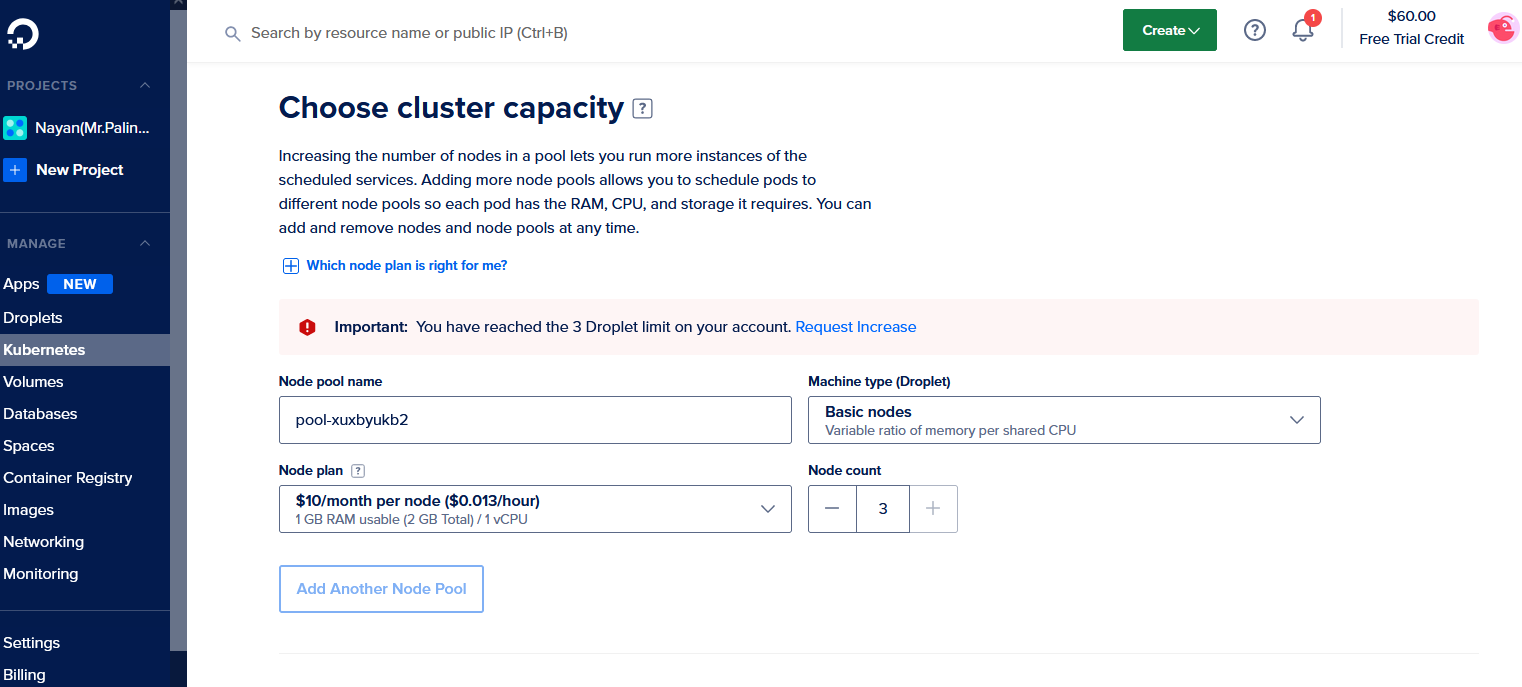 Search by resource name or public IP (Ctrl+B)
Create
1
$60.00
Free Trial Credit
PROJECTS
Nayan(Mr.Palin...
New Project
MANAGE
Apps NEW
Droplets
Kubernetes
Volumes
Databases
Spaces
Container Registry
Images
Networking
Monitoring
Settings
Billing
Choose cluster capacity ?
Increasing the number of nodes in a pool lets you run more instances of the
scheduled services. Adding more node pools allows you to schedule pods to
different node pools so each pod has the RAM, CPU, and storage it requires. You can
add and remove nodes and node pools at any time.
Which node plan is right for me?
Important: You have reached the 3 Droplet limit on your account. Request Increase
Node pool name
pool-xuxbyukb2
Machine type (Droplet)
Basic nodes
Variable ratio of memory per shared CPU
Node plan ?
$10/month per node ($0.013/hour)
1 GB RAM usable (2 GB Total) / 1 vCPU
Node count
3
Add Another Node Pool